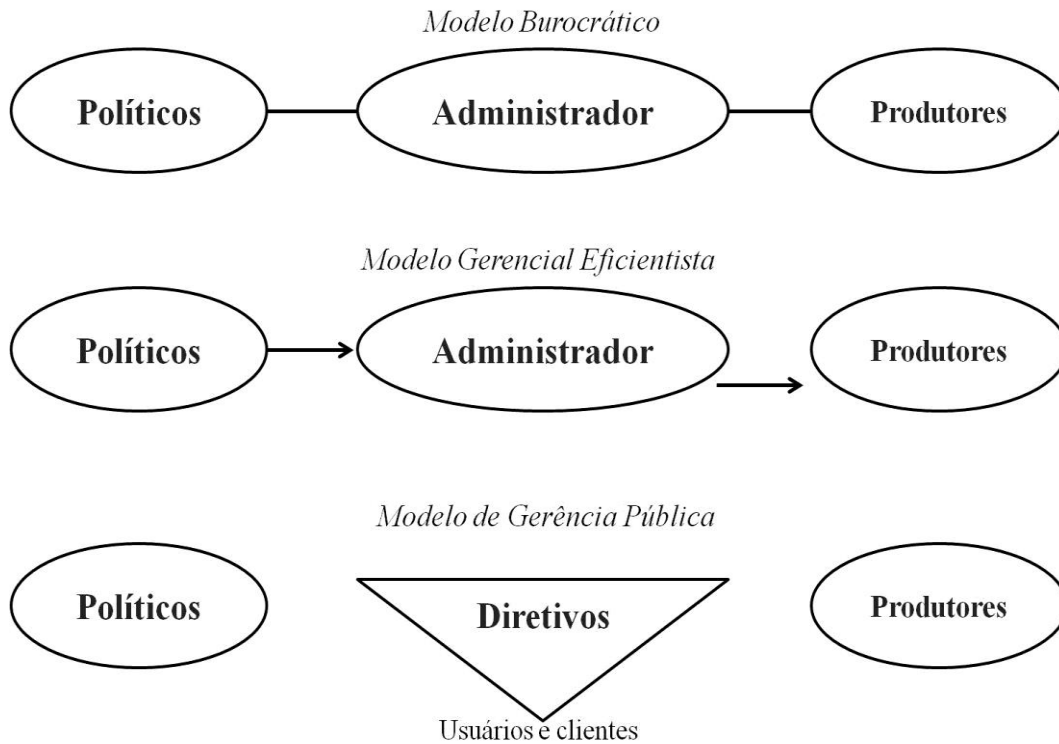 Modelo Burocrático
Políticos
Administrador
Produtores
Modelo Gerencial Eficientista
Políticos
Administrador
Produtores
Modelo de Gerência Pública
Políticos
Diretivos
Produtores
Usuários e clientes